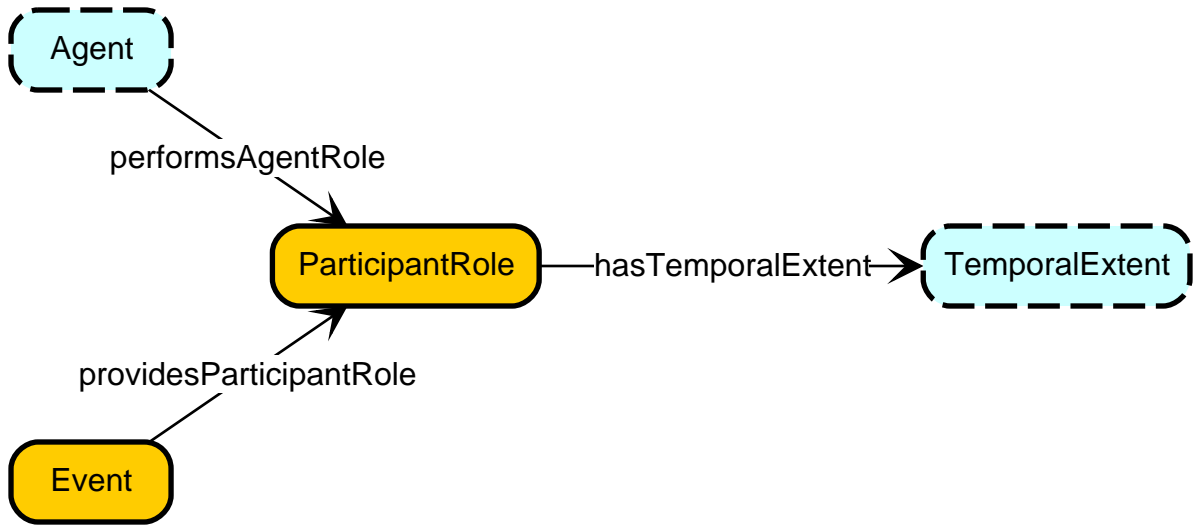 Agent
performsAgentRole
ParticipantRole
hasTemporalExtent
TemporalExtent
providesParticipantRole
Event